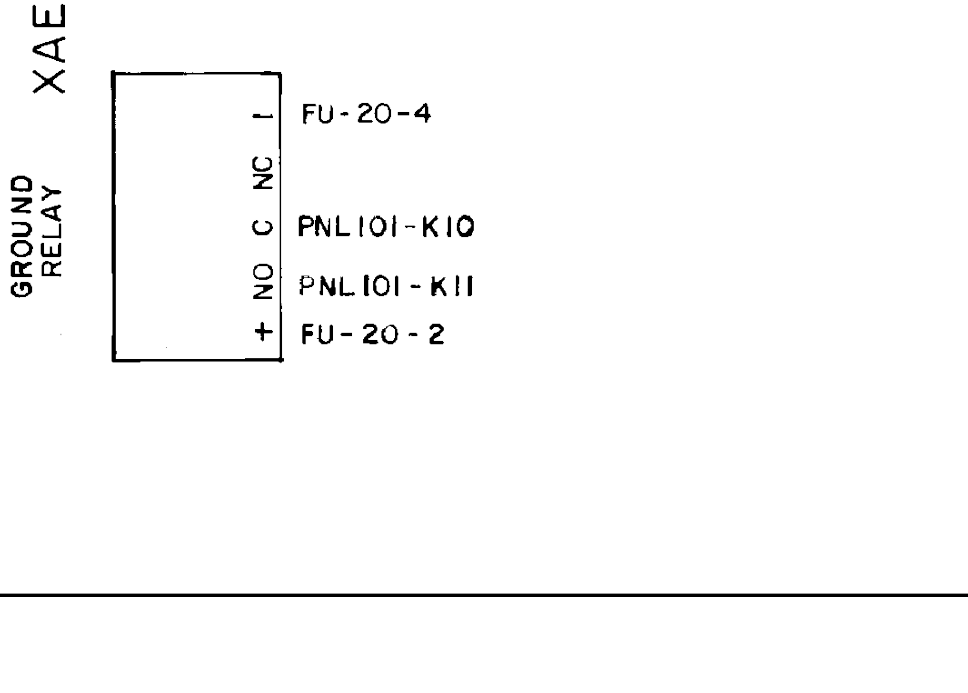 XAE
GROUND
RELAY
– FU-20-4
NC
C PNL101-K10
NO PNL101-K11
+ FU-20-2